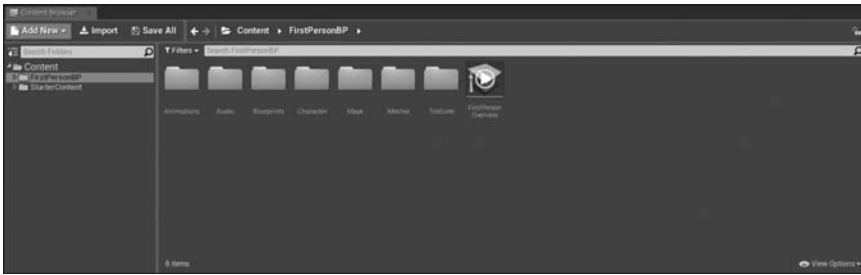 Content Browser
Add New Import Save All Content FirstPersonBP
Search Folders
Filters Search FirstPersonBP
Content
FirstPersonBP
StarterContent
Animations Audio Blueprints Character Maps Meshes Textures FirstPerson
Overview
8 items View Options